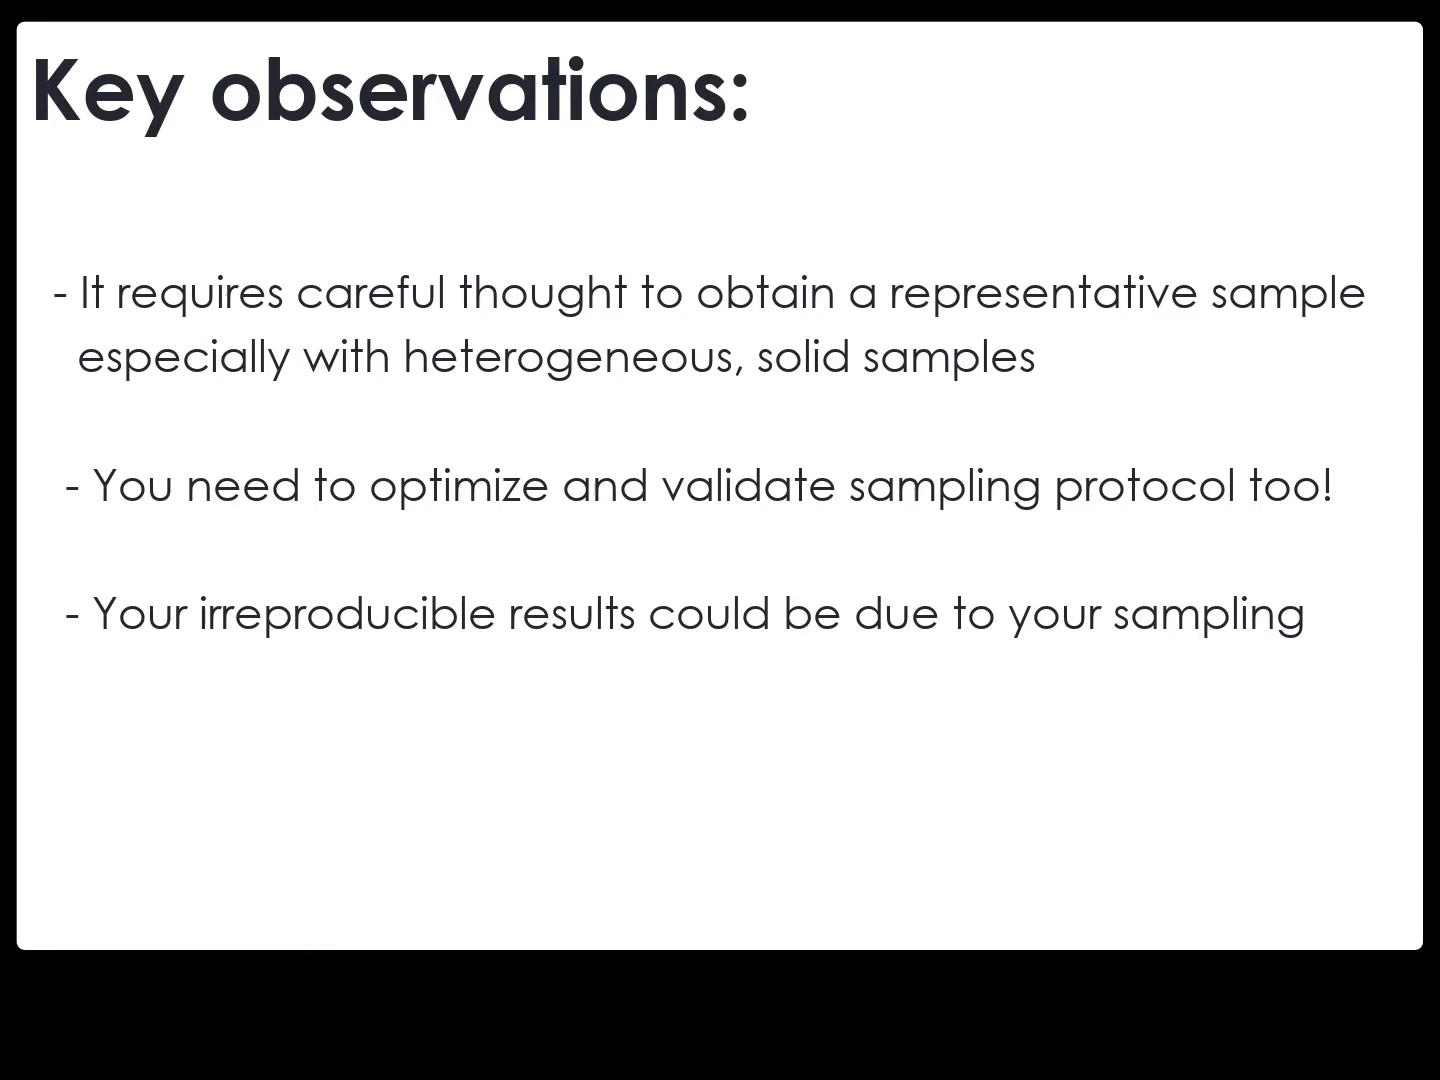 Key observations:
- It requires careful thought to obtain a representative sample
especially with heterogeneous, solid samples
- You need to optimize and validate sampling protocol too!
- Your irreproducible results could be due to your sampling